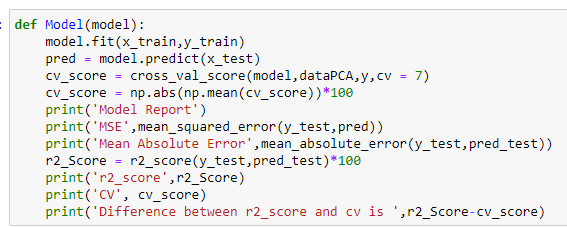 def Model(model):
    model.fit(x_train,y_train)
    pred = model.predict(x_test)
    cv_score = cross_val_score(model,dataPCA,y,cv = 7)
    cv_score = np.abs(np.mean(cv_score))*100
    print('Model Report')
    print('MSE',mean_squared_error(y_test,pred))
    print('Mean Absolute Error',mean_absolute_error(y_test,pred_test))
    r2_Score = r2_score(y_test,pred_test)*100
    print('r2_score',r2_Score)
    print('CV', cv_score)
    print('Difference between r2_score and cv is ',r2_Score-cv_score)